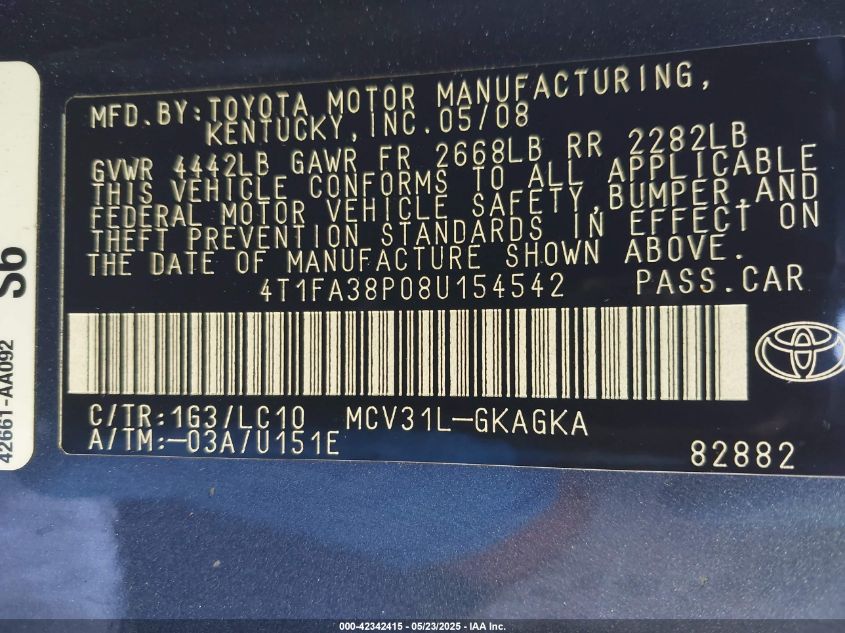 MFD. BY: TOYOTA MOTOR MANUFACTURING,
KENTUCKY, INC. 05/08
GVWR 4442LB GAWR FR 2668LB RR 2282LB
THIS VEHICLE CONFORMS TO ALL APPLICABLE
FEDERAL MOTOR VEHICLE SAFETY, BUMPER, AND
THEFT PREVENTION STANDARDS IN EFFECT ON
THE DATE OF MANUFACTURE SHOWN ABOVE.
4T1FA38P08U154542 PASS.CAR
C/TR: 1G3/LC10 MCV31L-GKAGKA
A/TM: -03A/U151E
82882
42661-AA092
000-42342415 - 05/23/2025 - IAA Inc.